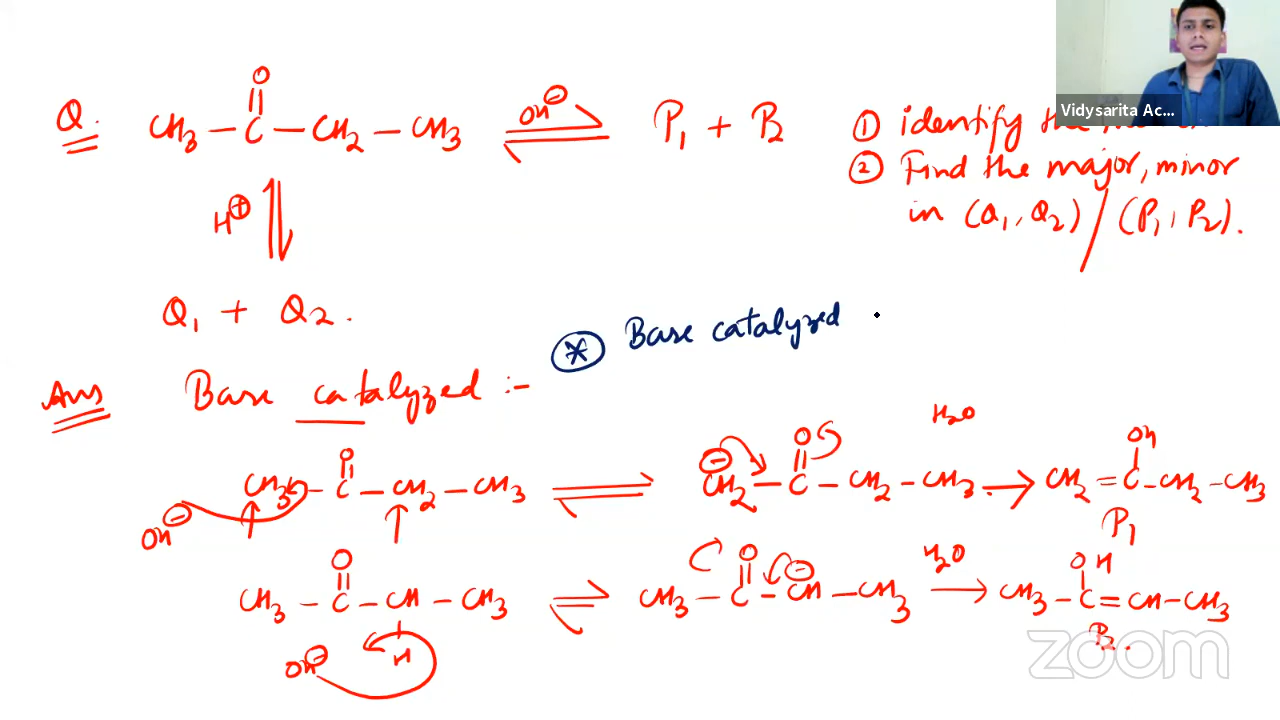 Vidysarita Ac...
Q. CH3 – C – CH2 – CH3 ⇌ P1 + P2
O
OH⊖
H⊕
Q1 + Q2.
① identify the
② Find the major, minor
in (Q1, Q2) / (P1, P2).
* Base catalyzed
Ans Base catalyzed :-
O O H2O OH
CH3 – C – CH2 – CH3 ⇌ ⊖CH2 – C – CH2 – CH3. → CH2 = C – CH2 – CH3
OH⊖ P1
O O ⊖ H2O OH
CH3 – C – CH – CH3 ⇌ CH3 – C – CH – CH3 → CH3 – C = CH – CH3
OH⊖ H P2.
zoom